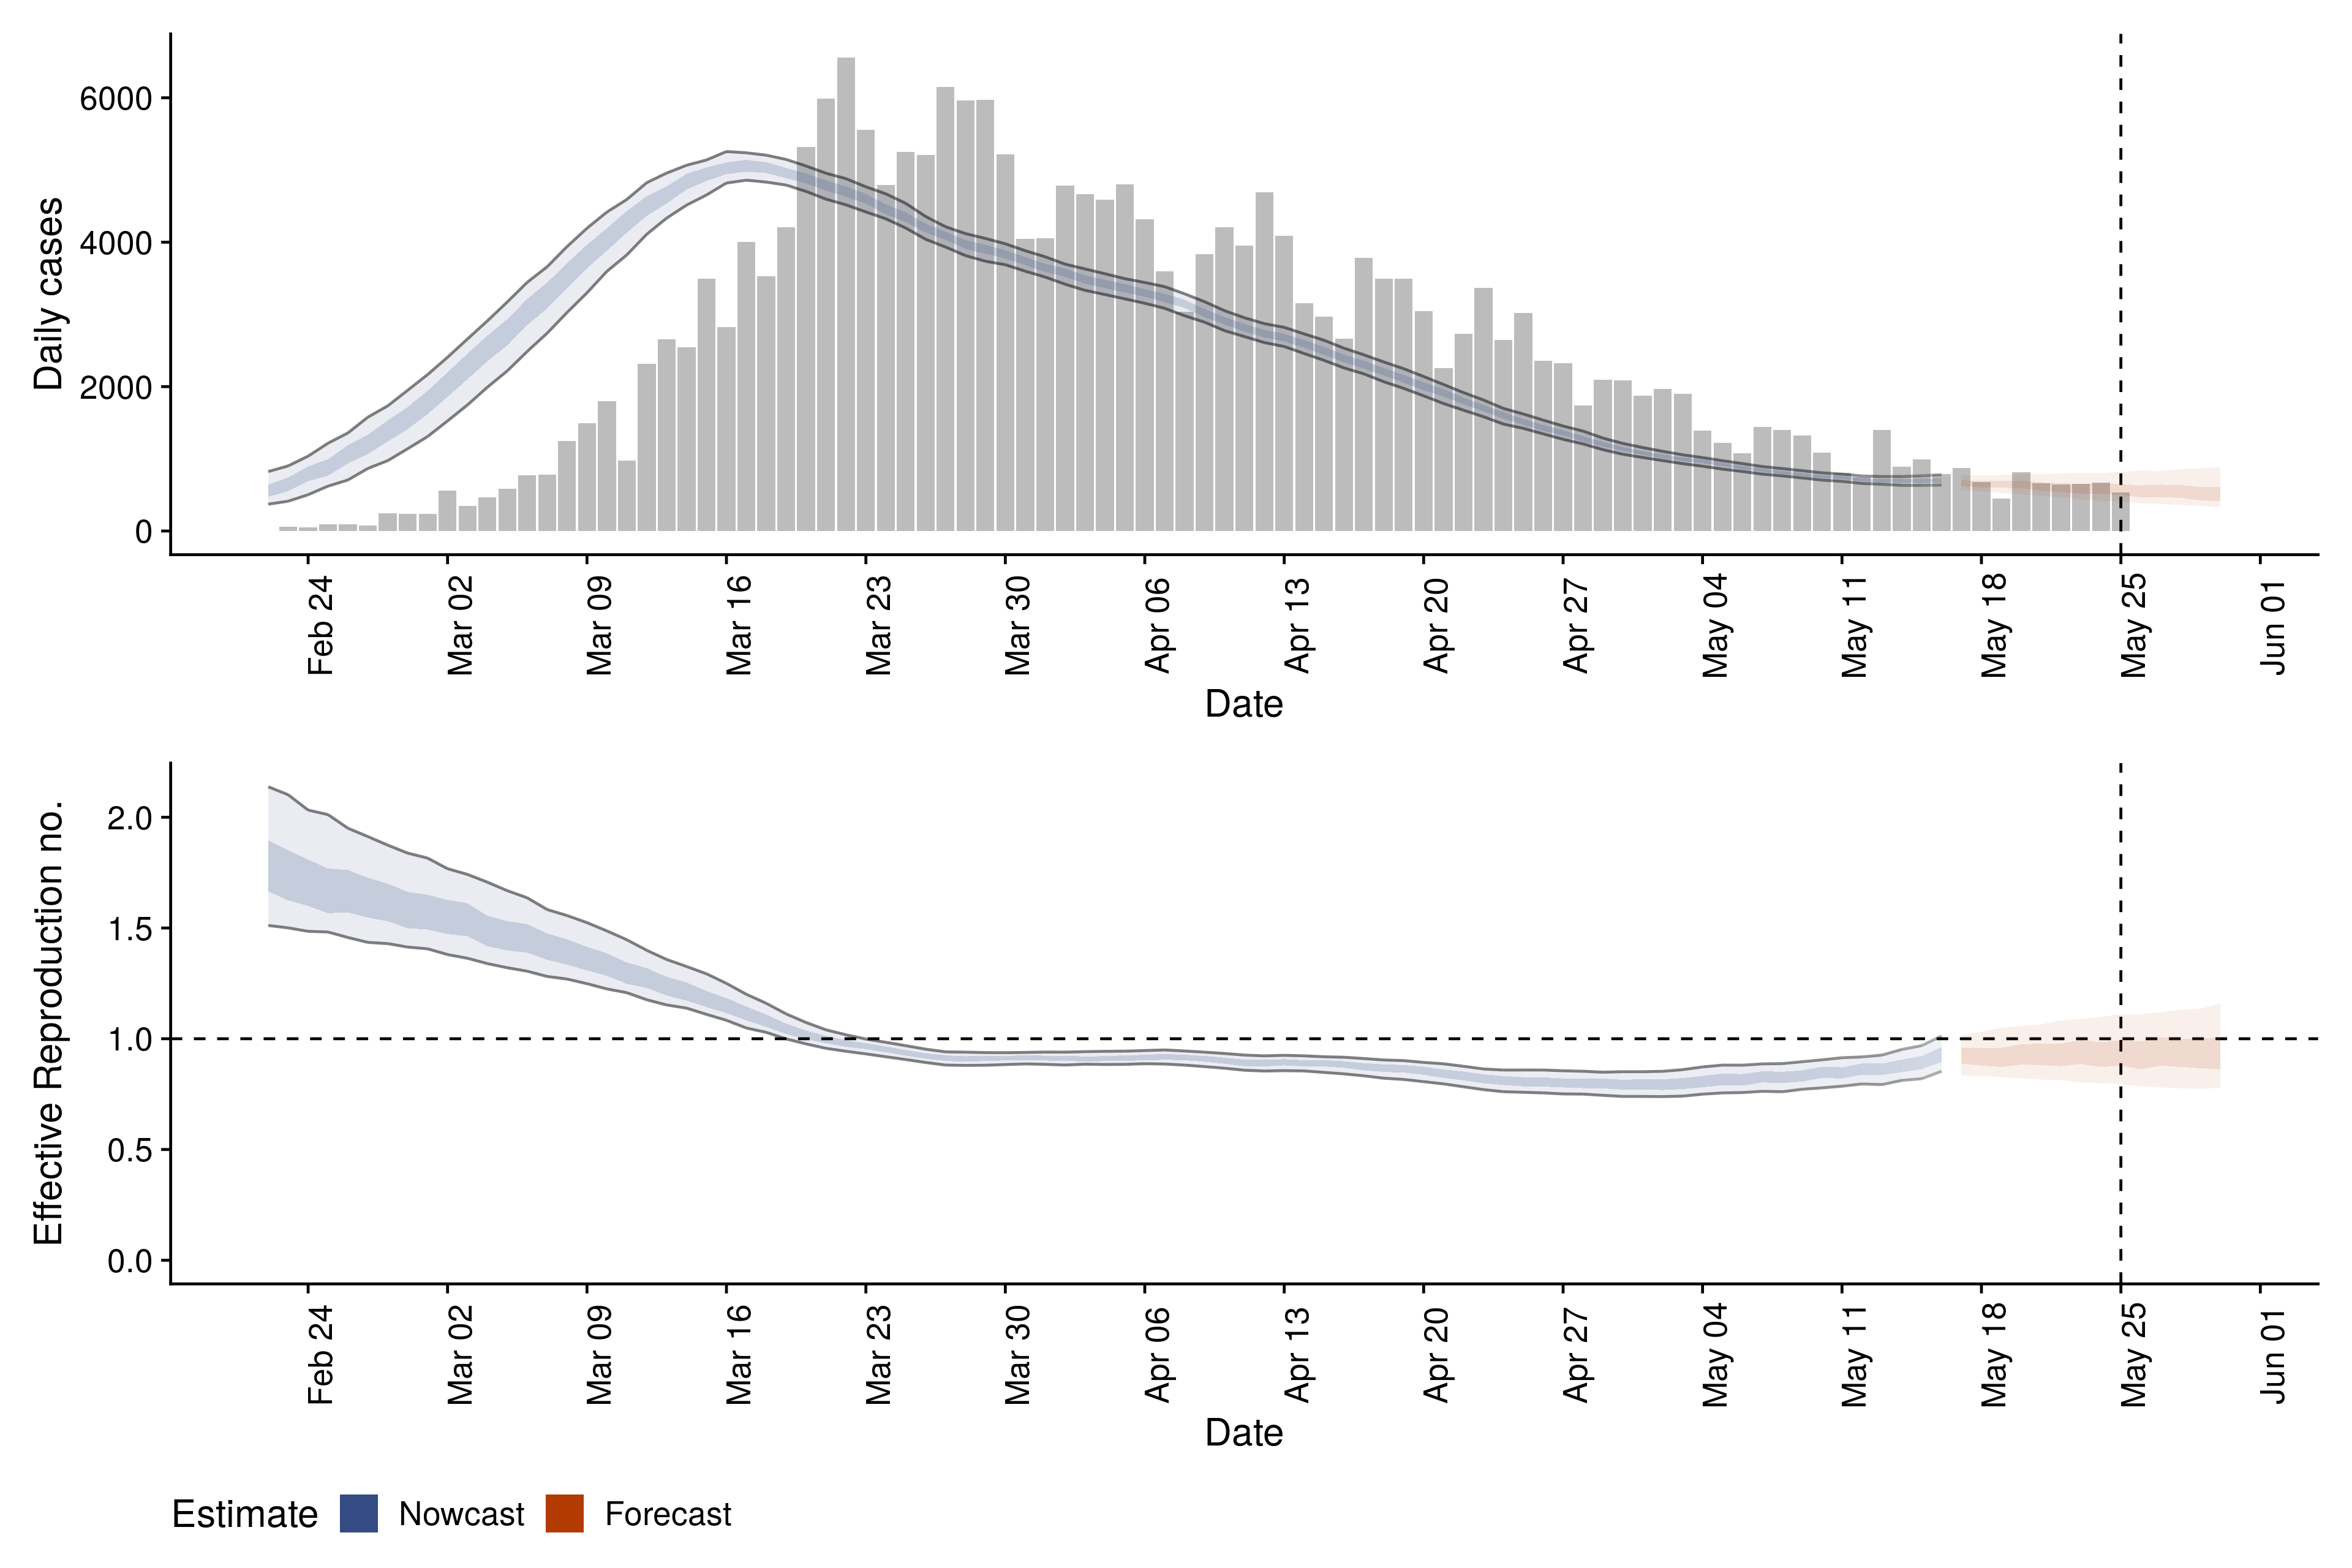 Daily cases
6000
4000
2000
0
Feb 24 Mar 02 Mar 09 Mar 16 Mar 23 Mar 30 Apr 06 Apr 13 Apr 20 Apr 27 May 04 May 11 May 18 May 25 Jun 01
Date
Effective Reproduction no.
2.0
1.5
1.0
0.5
0.0
Feb 24 Mar 02 Mar 09 Mar 16 Mar 23 Mar 30 Apr 06 Apr 13 Apr 20 Apr 27 May 04 May 11 May 18 May 25 Jun 01
Date
Estimate Nowcast Forecast